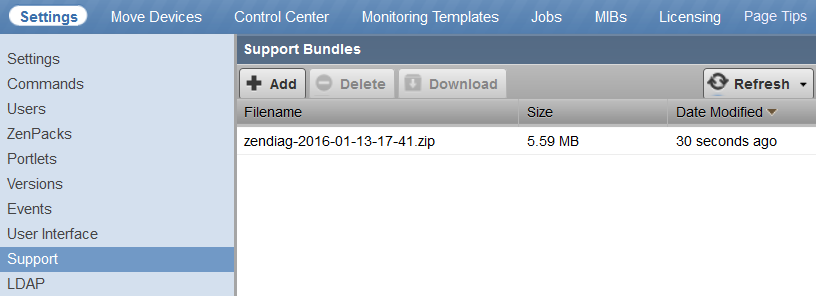 Settings Move Devices Control Center Monitoring Templates Jobs MIBs Licensing Page Tips
Settings
Commands
Users
ZenPacks
Portlets
Versions
Events
User Interface
Support
LDAP
Support Bundles
Add Delete Download Refresh
Filename Size Date Modified
zendiag-2016-01-13-17-41.zip 5.59 MB 30 seconds ago